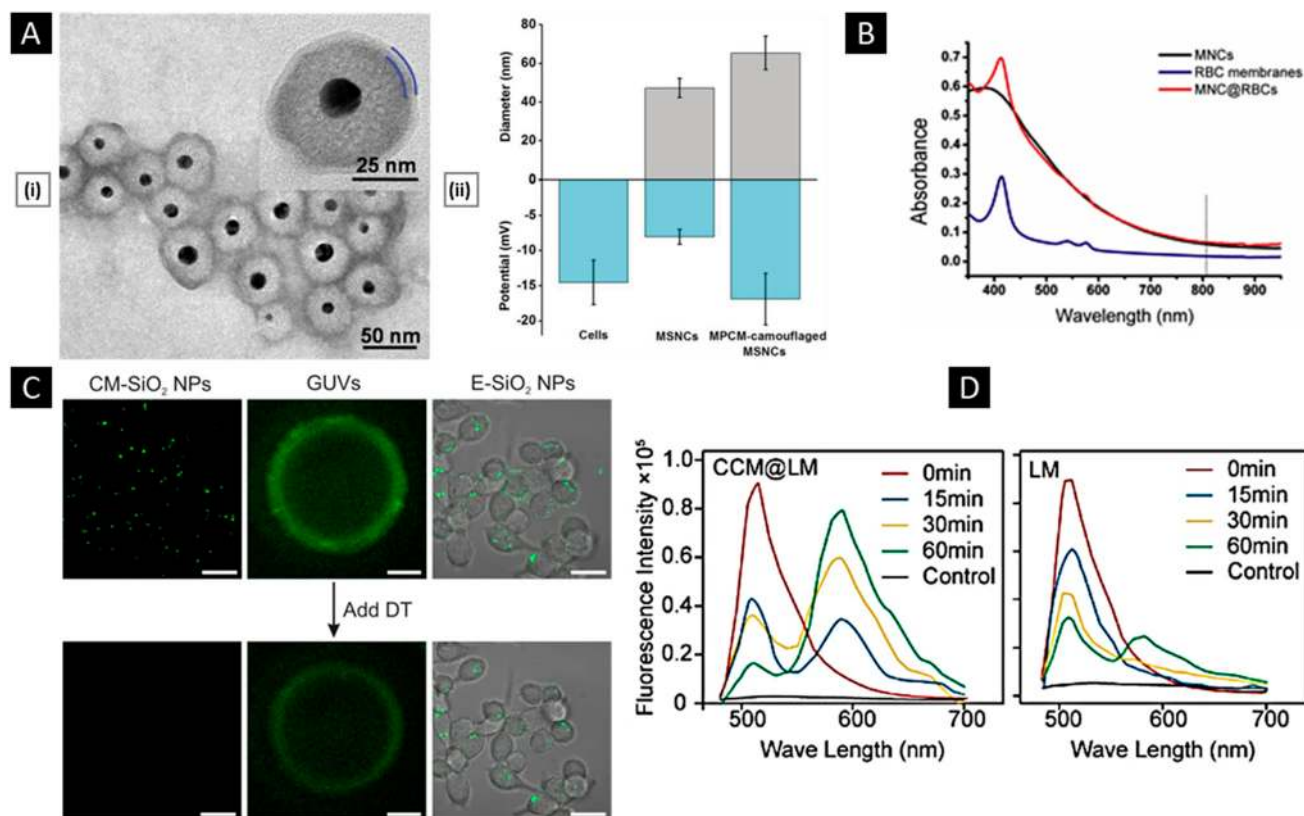 A
(i)
25 nm
50 nm
(ii)
Diameter (nm)
80
60
40
20
0
Potential (mV)
-5
-10
-15
-20
Cells
MSNCs
MPCM-camouflaged
MSNCs
B
MNCs
RBC membranes
MNC@RBCs
Absorbance
0.7
0.6
0.5
0.4
0.3
0.2
0.1
0.0
400 500 600 700 800 900
Wavelength (nm)
C
CM-SiO₂ NPs
GUVs
E-SiO₂ NPs
Add DT
D
Fluorescence Intensity ×10⁵
1.0
0.8
0.6
0.4
0.2
0
CCM@LM
0min
15min
30min
60min
Control
500 600 700
Wave Length (nm)
LM
0min
15min
30min
60min
Control
500 600 700
Wave Length (nm)